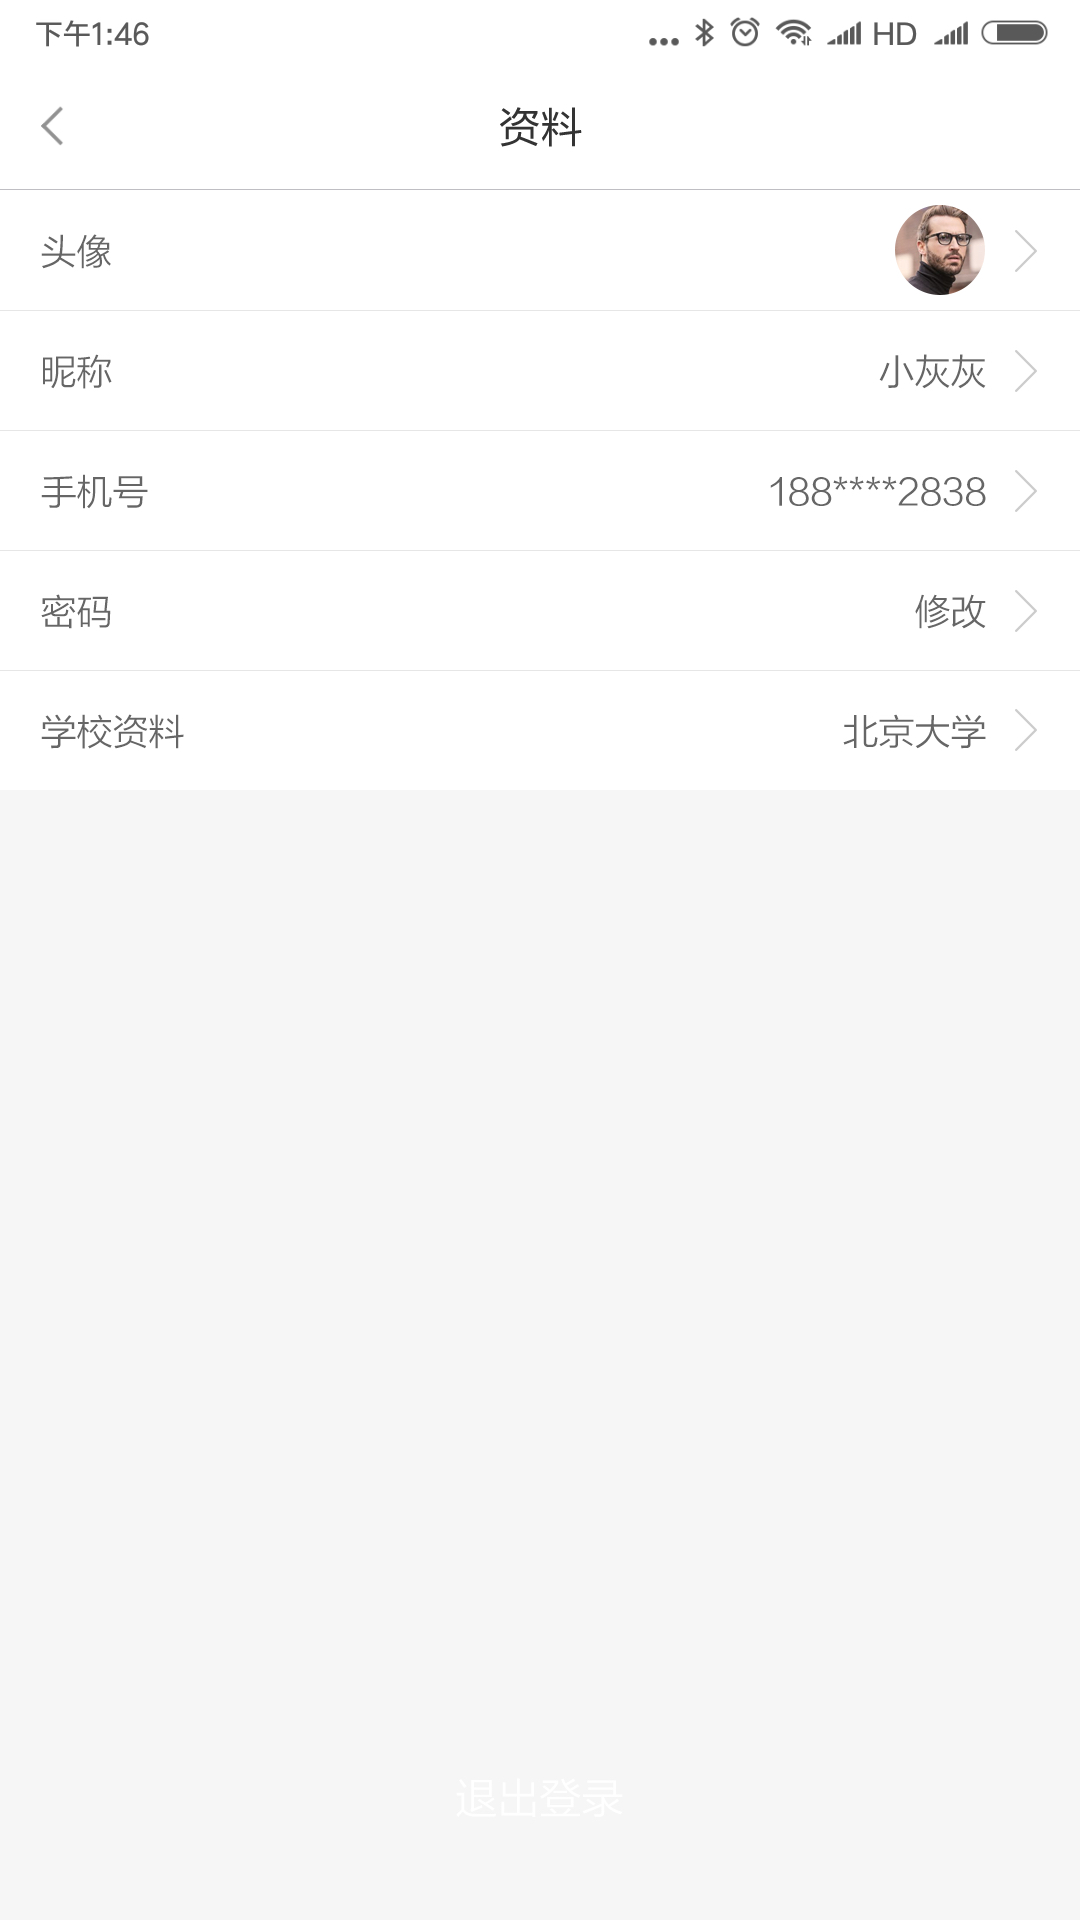 下午1:46
HD
资料
头像
昵称
小灰灰
手机号
188****2838
密码
修改
学校资料
北京大学
退出登录